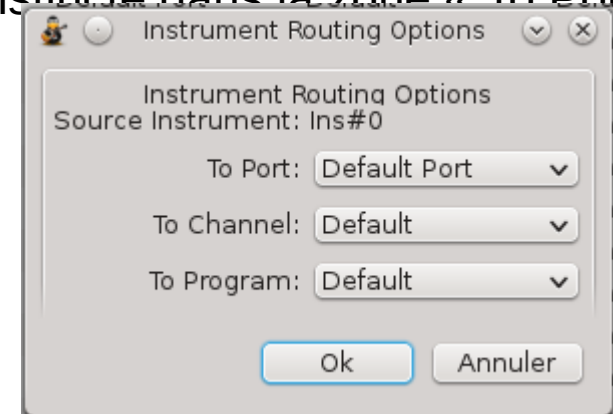 Instrument Routing Options
Instrument Routing Options
Source Instrument: Ins#0
To Port: Default Port
To Channel: Default
To Program: Default
Ok Annuler